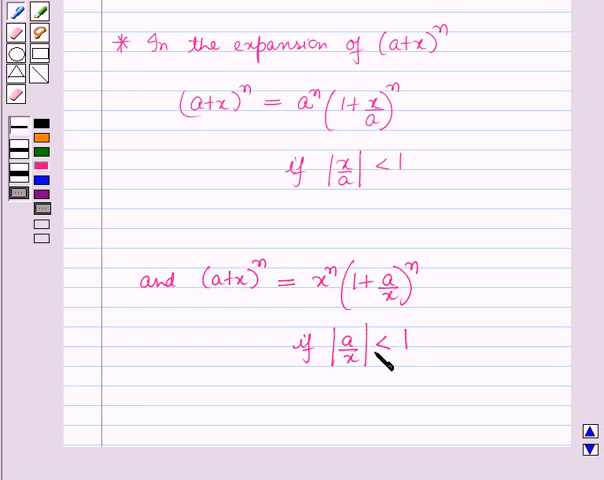 * In the expansion of (a+x)^n
(a+x)^n = a^n (1 + x/a)^n
if |x/a| < 1
and (a+x)^n = x^n (1 + a/x)^n
if |a/x| < 1